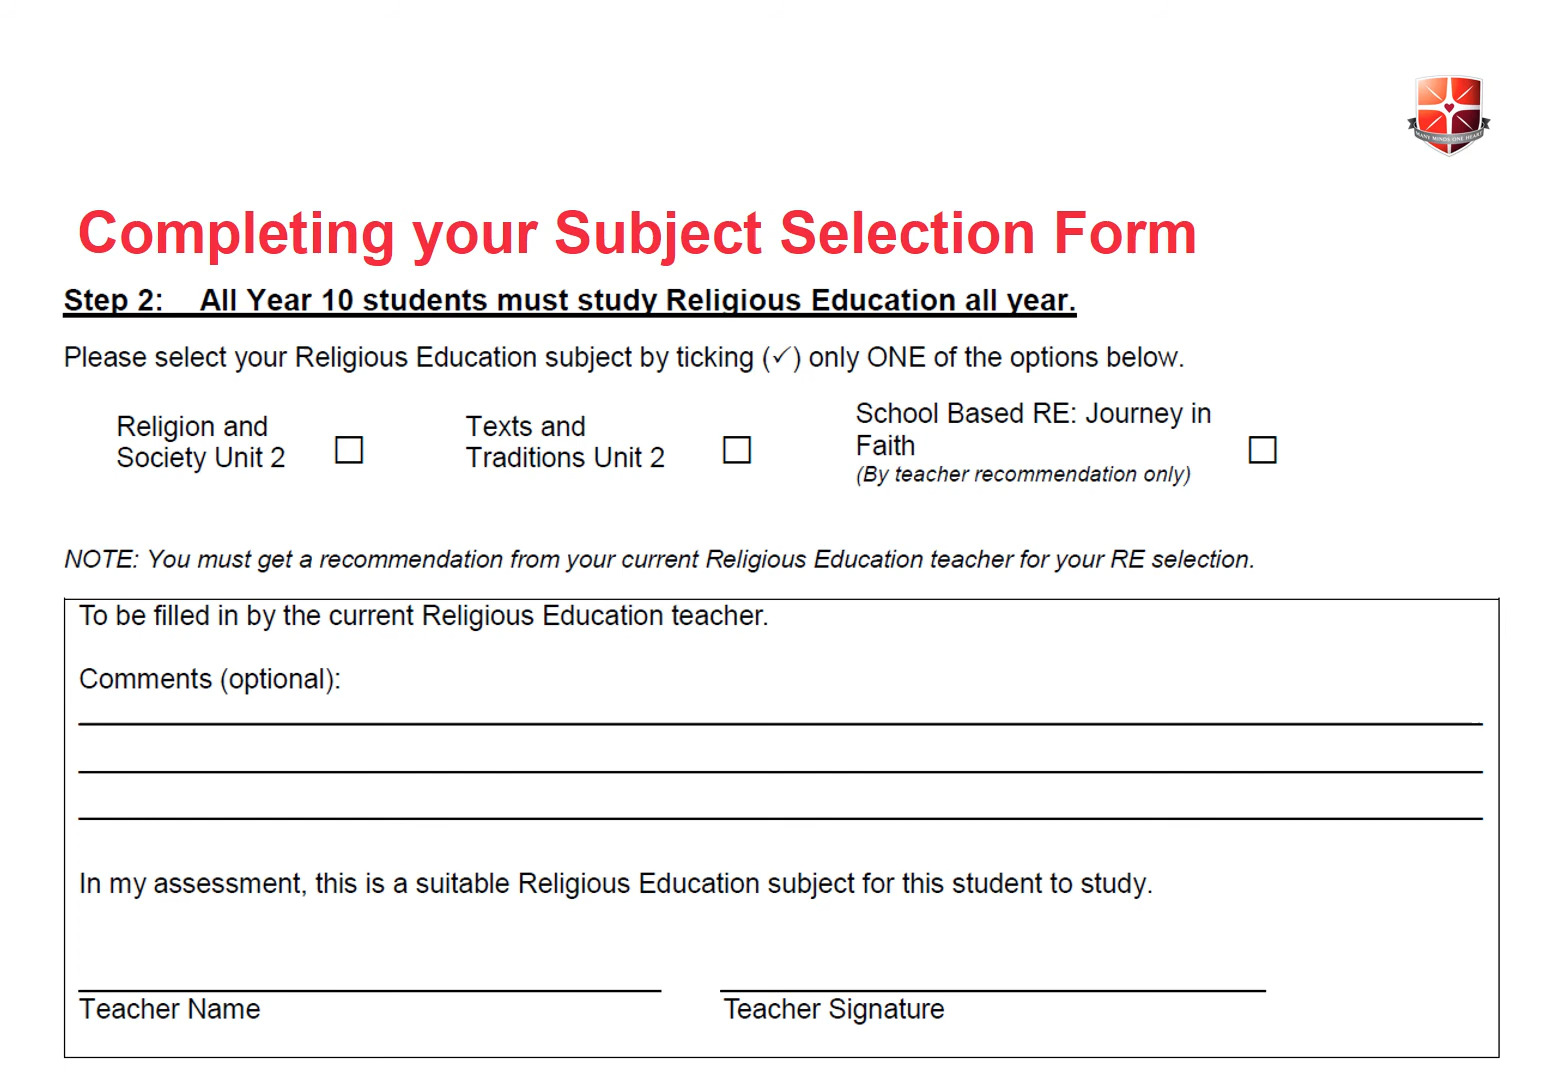 MANY MINDS ONE HEART
Completing your Subject Selection Form
Step 2: All Year 10 students must study Religious Education all year.
Please select your Religious Education subject by ticking (✓) only ONE of the options below.
Religion and
Society Unit 2 ☐
Texts and
Traditions Unit 2 ☐
School Based RE: Journey in
Faith ☐
(By teacher recommendation only)
NOTE: You must get a recommendation from your current Religious Education teacher for your RE selection.
To be filled in by the current Religious Education teacher.
Comments (optional):
In my assessment, this is a suitable Religious Education subject for this student to study.
Teacher Name
Teacher Signature